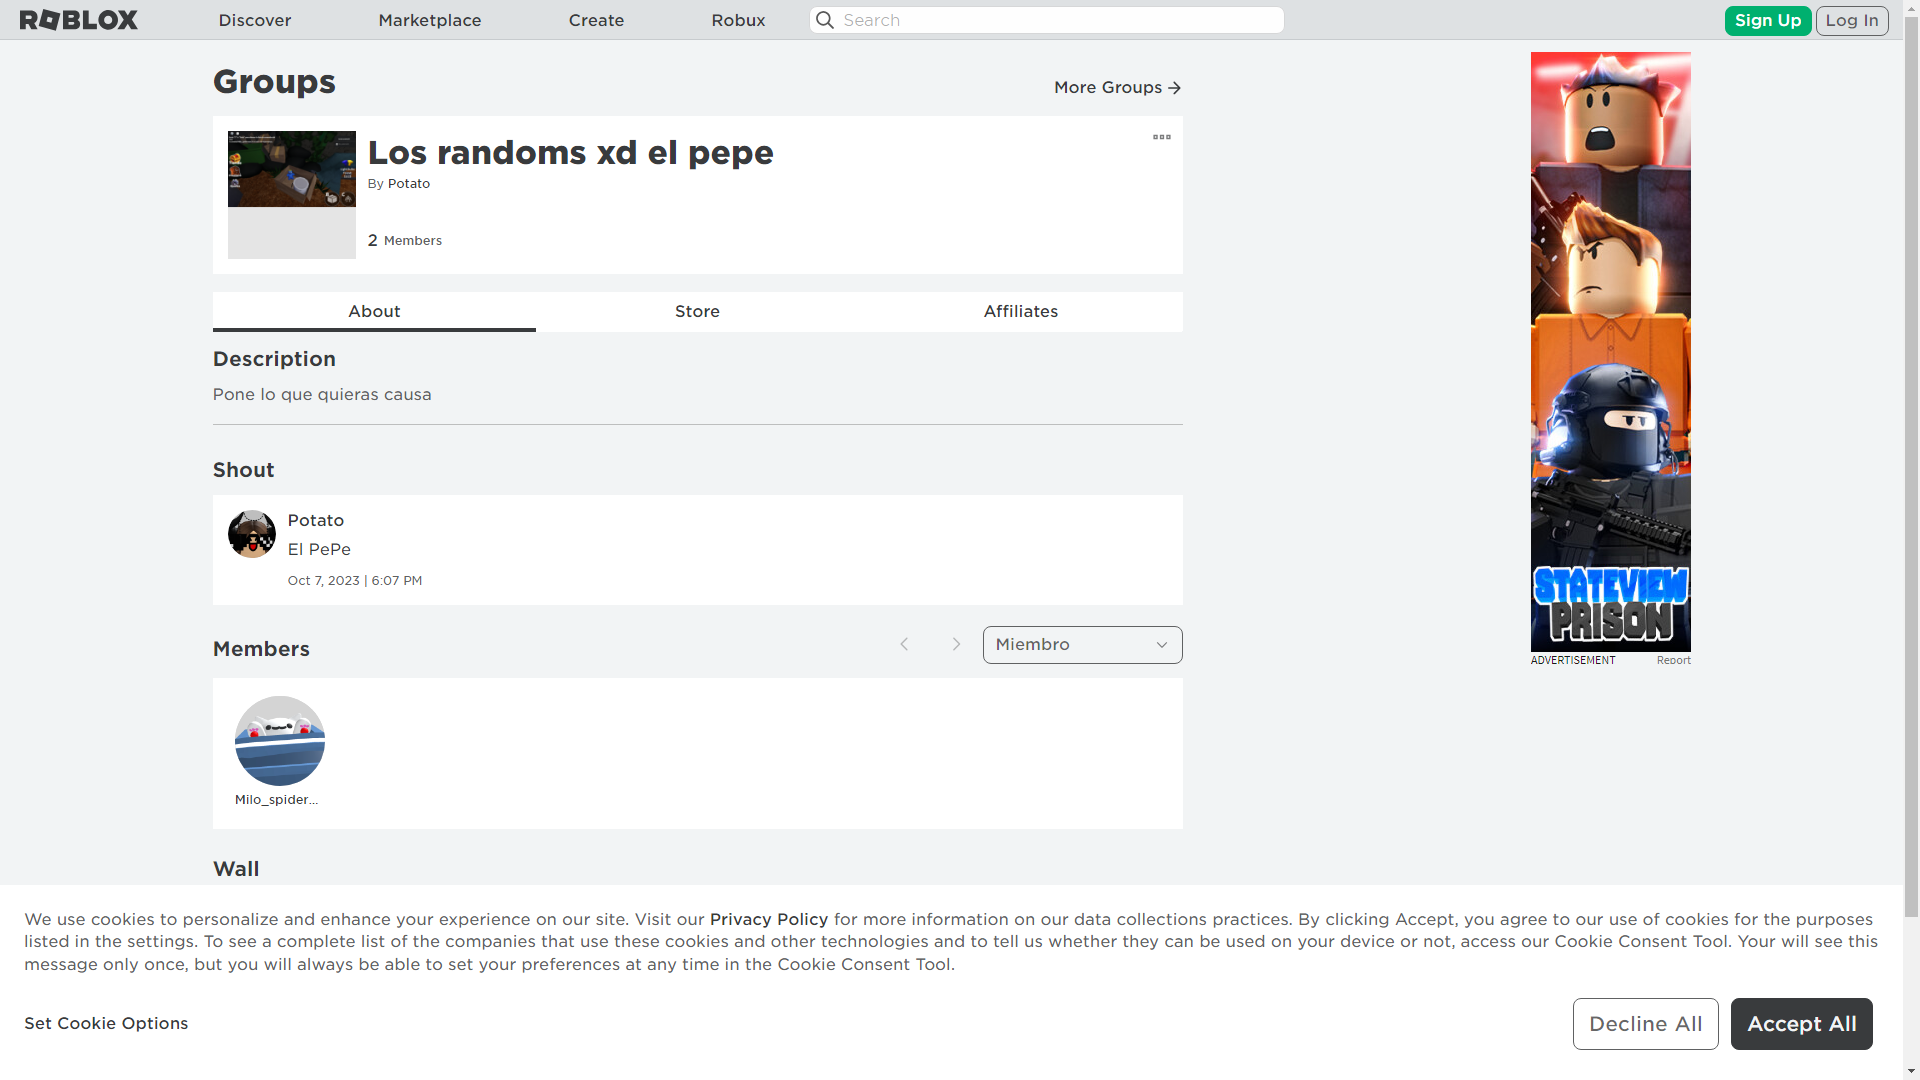 ROBLOX
Discover
Marketplace
Create
Robux
Search
Sign Up
Log In
Groups
More Groups
Los randoms xd el pepe
By Potato
2 Members
About
Store
Affiliates
Description
Pone lo que quieras causa
Shout
Potato
El PePe
Oct 7, 2023 | 6:07 PM
Members
Miembro
Milo_spider...
Wall
STATEVIEW
PRISON
ADVERTISEMENT
Report
We use cookies to personalize and enhance your experience on our site. Visit our Privacy Policy for more information on our data collections practices. By clicking Accept, you agree to our use of cookies for the purposes
listed in the settings. To see a complete list of the companies that use these cookies and other technologies and to tell us whether they can be used on your device or not, access our Cookie Consent Tool. Your will see this
message only once, but you will always be able to set your preferences at any time in the Cookie Consent Tool.
Set Cookie Options
Decline All
Accept All